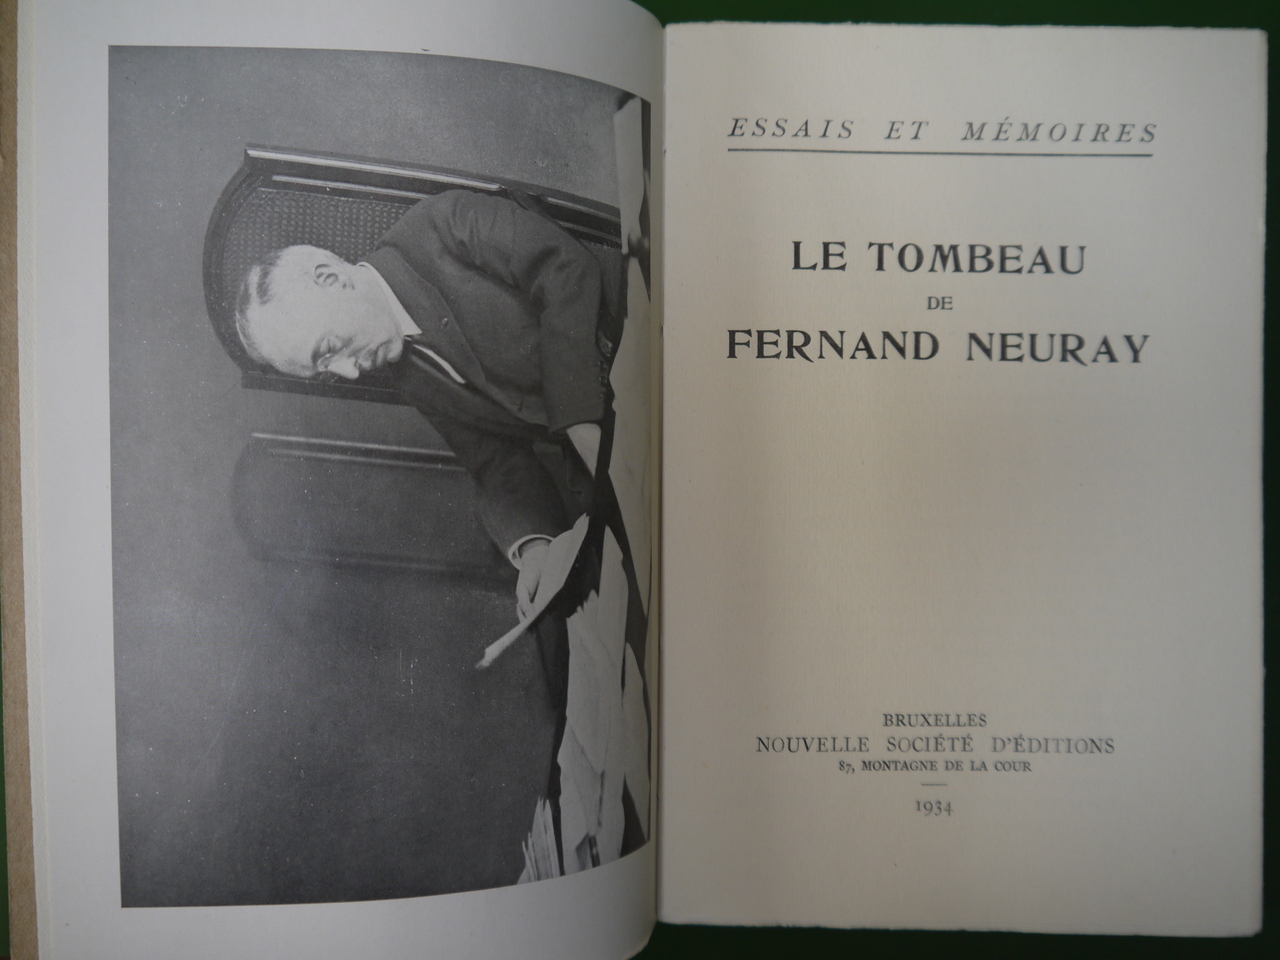 ESSAIS ET MÉMOIRES
LE TOMBEAU
DE
FERNAND NEURAY
BRUXELLES
NOUVELLE SOCIÉTÉ D'ÉDITIONS
87, MONTAGNE DE LA COUR
1934